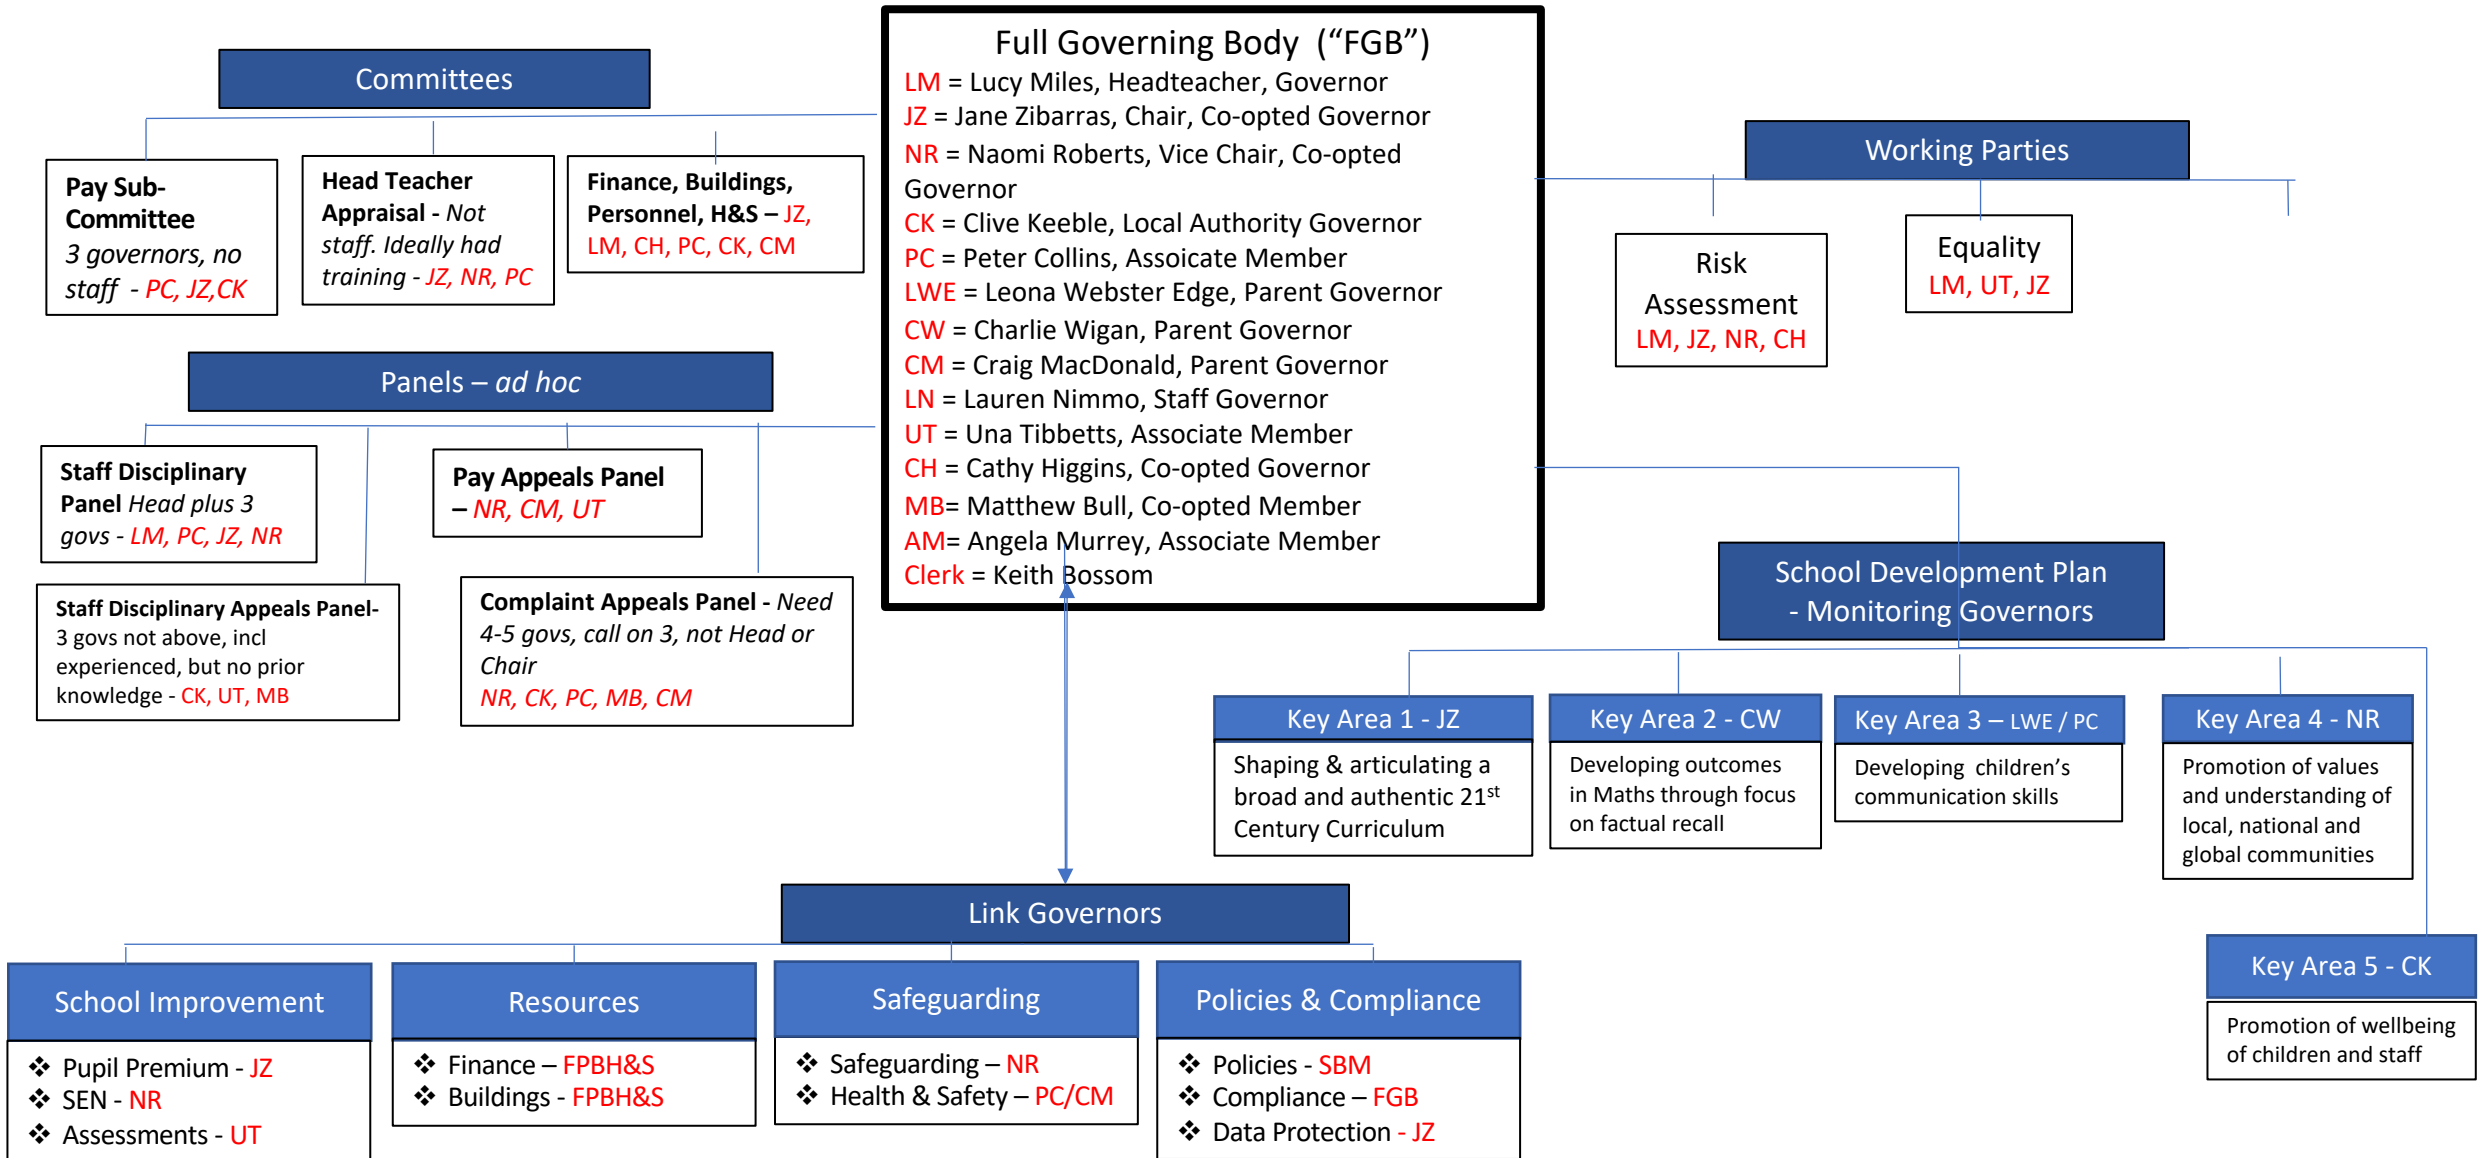 Full Governing Body (“FGB”)
LM = Lucy Miles, Headteacher, Governor
JZ = Jane Zibarras, Chair, Co-opted Governor
NR = Naomi Roberts, Vice Chair, Co-opted
Governor
CK = Clive Keeble, Local Authority Governor
PC = Peter Collins, Assoicate Member
LWE = Leona Webster Edge, Parent Governor
CW = Charlie Wigan, Parent Governor
CM = Craig MacDonald, Parent Governor
LN = Lauren Nimmo, Staff Governor
UT = Una Tibbetts, Associate Member
CH = Cathy Higgins, Co-opted Governor
MB= Matthew Bull, Co-opted Member
AM= Angela Murrey, Associate Member
Clerk = Keith Bossom
Committees
Pay Sub-
Committee
3 governors, no
staff - PC, JZ,CK
Head Teacher
Appraisal - Not
staff. Ideally had
training - JZ, NR, PC
Finance, Buildings,
Personnel, H&S – JZ,
LM, CH, PC, CK, CM
Panels – ad hoc
Staff Disciplinary
Panel Head plus 3
govs - LM, PC, JZ, NR
Pay Appeals Panel
– NR, CM, UT
Staff Disciplinary Appeals Panel-
3 govs not above, incl
experienced, but no prior
knowledge - CK, UT, MB
Complaint Appeals Panel - Need
4-5 govs, call on 3, not Head or
Chair
NR, CK, PC, MB, CM
Working Parties
Risk
Assessment
LM, JZ, NR, CH
Equality
LM, UT, JZ
School Development Plan
- Monitoring Governors
Key Area 1 - JZ
Shaping & articulating a
broad and authentic 21st
Century Curriculum
Key Area 2 - CW
Developing outcomes
in Maths through focus
on factual recall
Key Area 3 – LWE / PC
Developing children’s
communication skills
Key Area 4 - NR
Promotion of values
and understanding of
local, national and
global communities
Key Area 5 - CK
Promotion of wellbeing
of children and staff
Link Governors
School Improvement
❖ Pupil Premium - JZ
❖ SEN - NR
❖ Assessments - UT
Resources
❖ Finance – FPBH&S
❖ Buildings - FPBH&S
Safeguarding
❖ Safeguarding – NR
❖ Health & Safety – PC/CM
Policies & Compliance
❖ Policies - SBM
❖ Compliance – FGB
❖ Data Protection - JZ